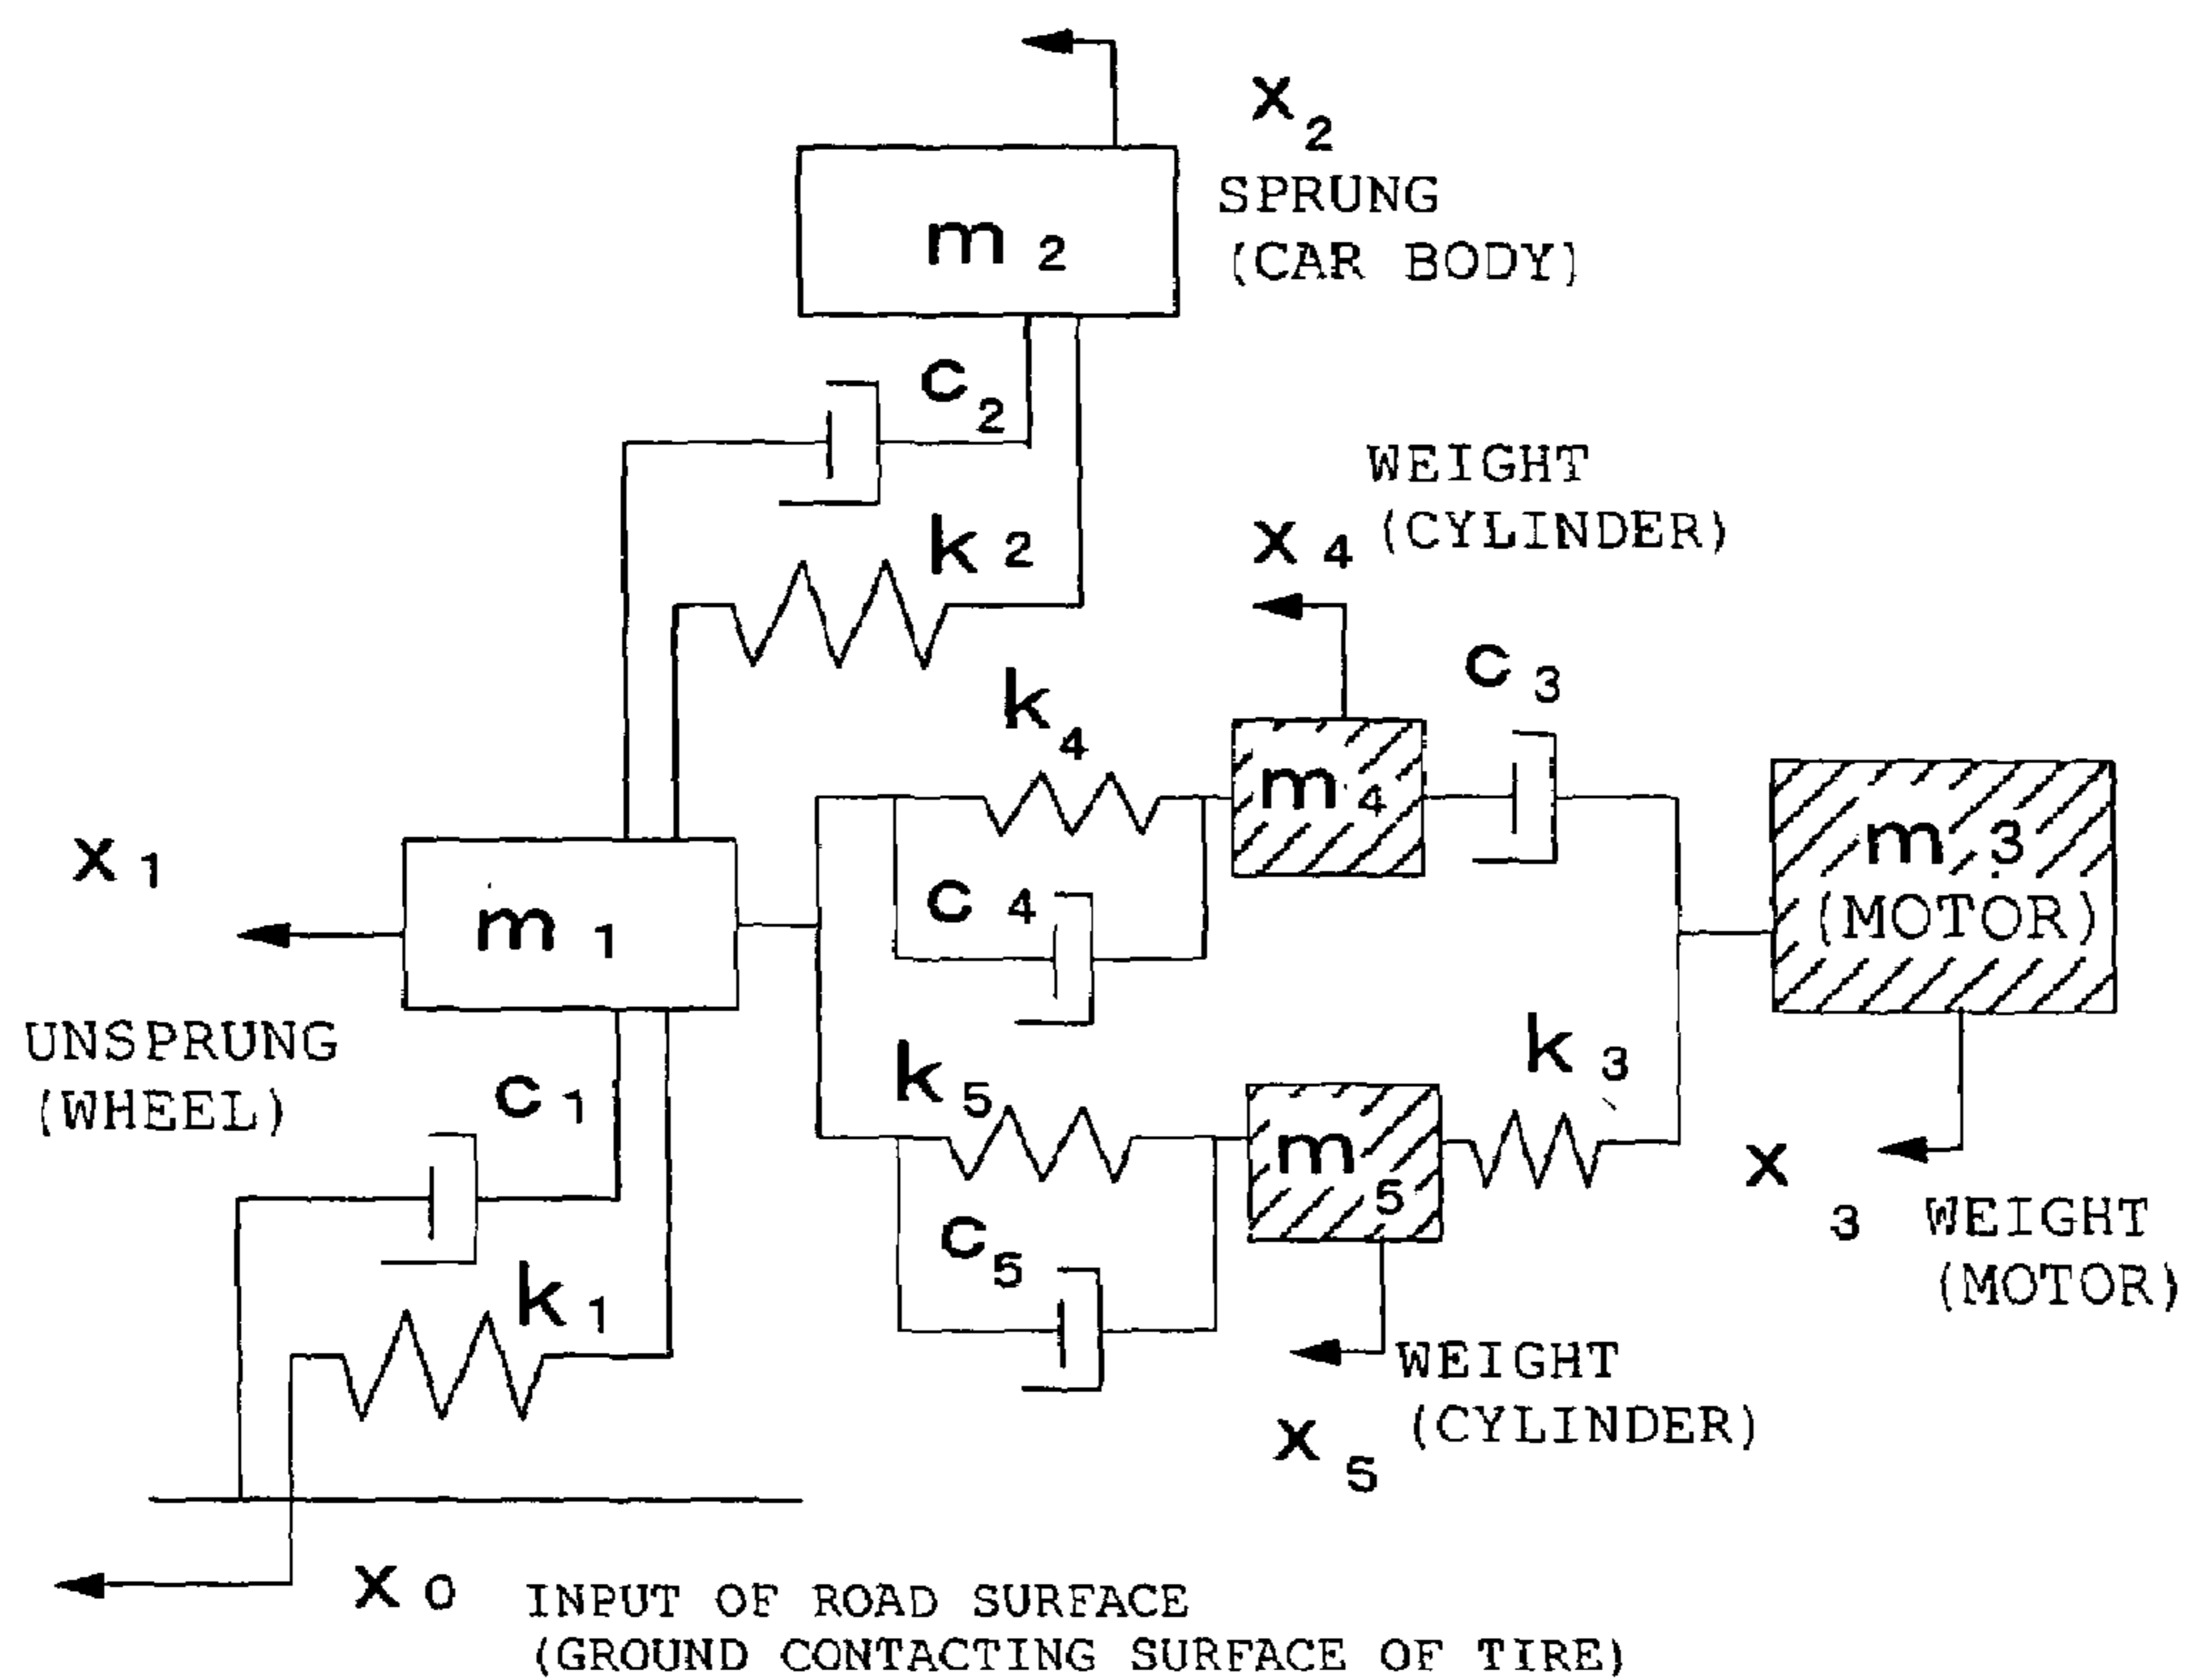 x2
SPRUNG
(CAR BODY)
m2
c2
k2
WEIGHT
(CYLINDER)
x4
c3
k4
m4
m3
(MOTOR)
x1
m1
c4
UNSPRUNG
(WHEEL)
c1
k5
m5
k3
x3
WEIGHT
(MOTOR)
c5
k1
WEIGHT
(CYLINDER)
x5
x0
INPUT OF ROAD SURFACE
(GROUND CONTACTING SURFACE OF TIRE)